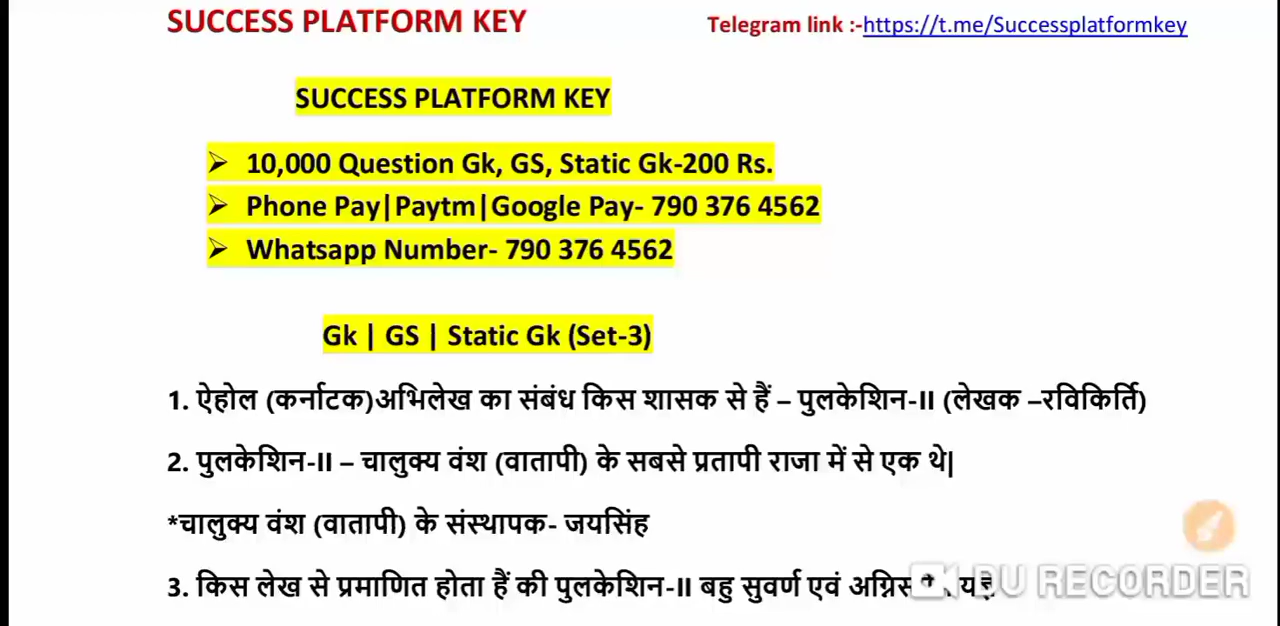 SUCCESS PLATFORM KEY Telegram link :-https://t.me/Successplatformkey
SUCCESS PLATFORM KEY
➢ 10,000 Question Gk, GS, Static Gk-200 Rs.
➢ Phone Pay|Paytm|Google Pay- 790 376 4562
➢ Whatsapp Number- 790 376 4562
Gk | GS | Static Gk (Set-3)
1. ऐहोल (कर्नाटक)अभिलेख का संबंध किस शासक से हैं – पुलकेशिन-II (लेखक –रविकिर्ति)
2. पुलकेशिन-II – चालुक्य वंश (वातापी) के सबसे प्रतापी राजा में से एक थे|
*चालुक्य वंश (वातापी) के संस्थापक- जयसिंह
3. किस लेख से प्रमाणित होता हैं की पुलकेशिन-II बहु सुवर्ण एवं
DU RECORDER